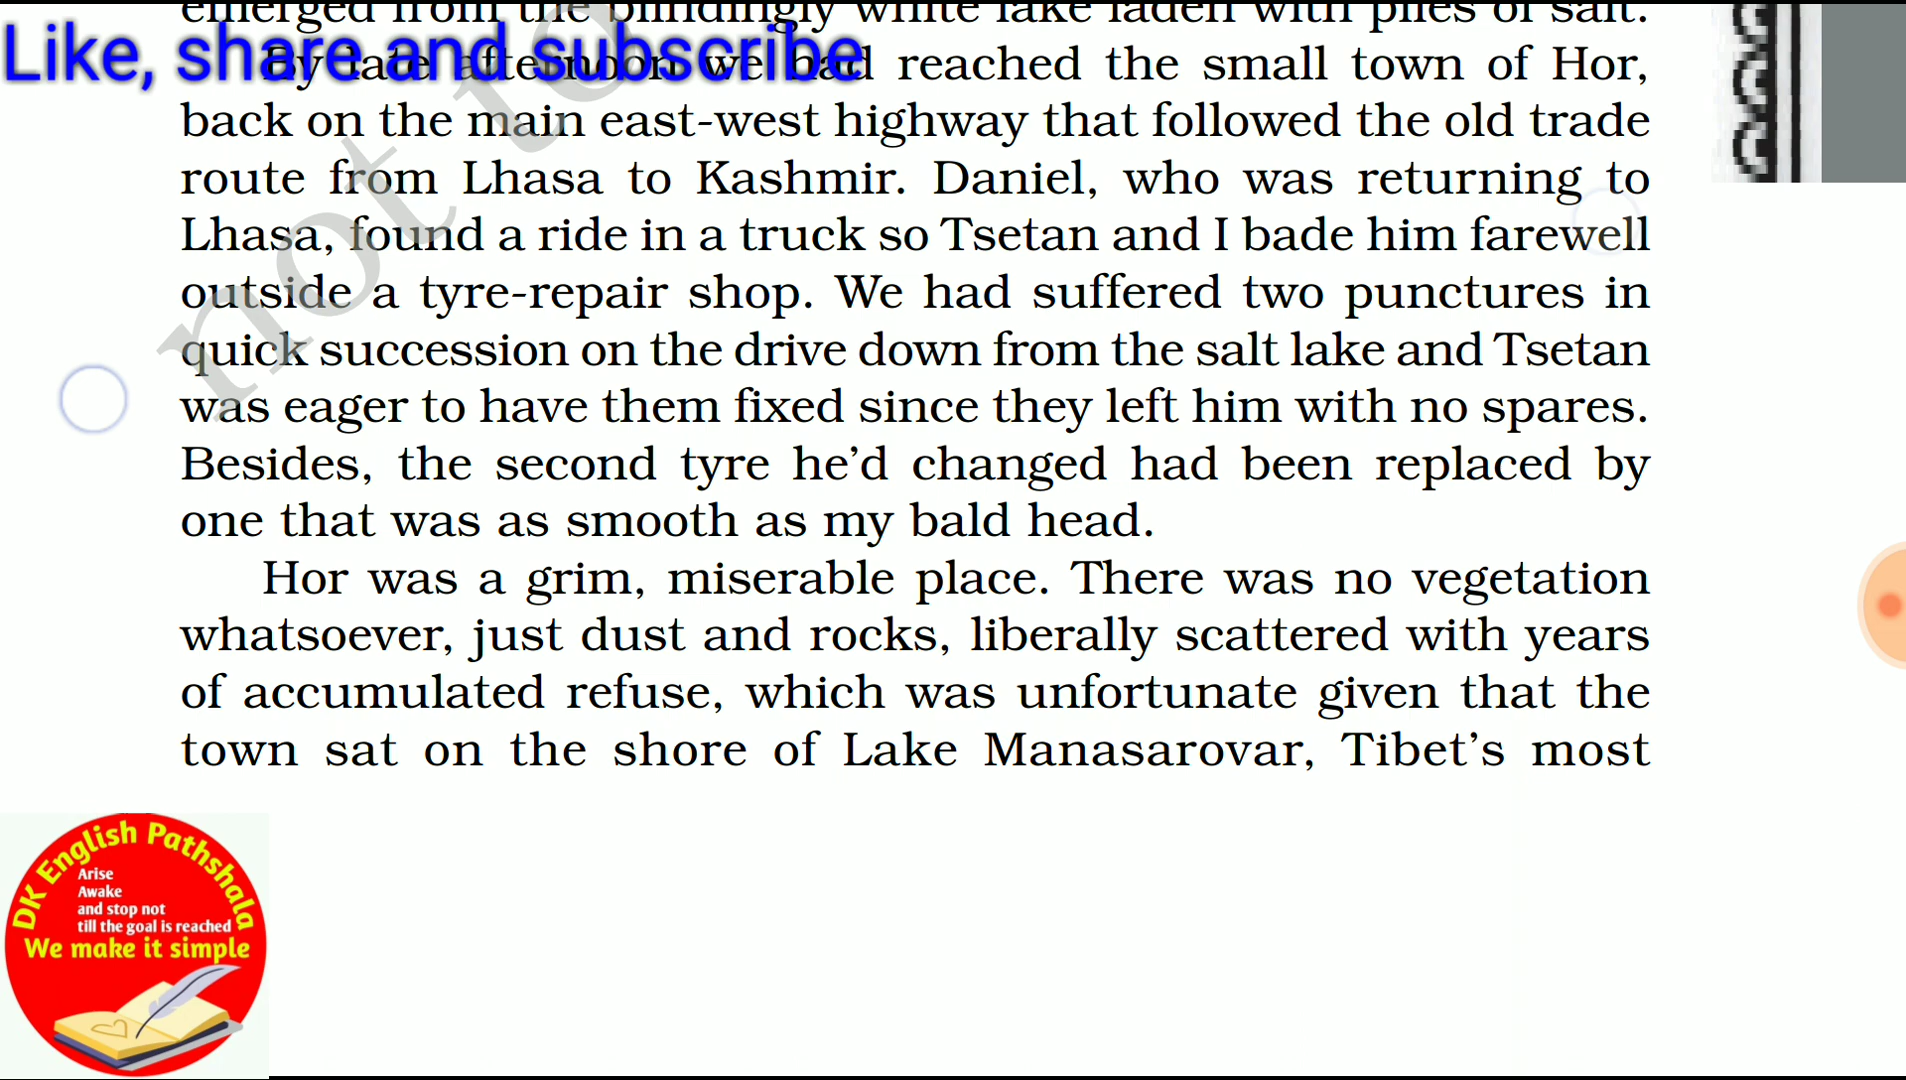 emerged from the blindingly white lake laden with piles of salt.
Like, share and subscribe
By late afternoon we had reached the small town of Hor,
back on the main east-west highway that followed the old trade
route from Lhasa to Kashmir. Daniel, who was returning to
Lhasa, found a ride in a truck so Tsetan and I bade him farewell
outside a tyre-repair shop. We had suffered two punctures in
quick succession on the drive down from the salt lake and Tsetan
was eager to have them fixed since they left him with no spares.
Besides, the second tyre he’d changed had been replaced by
one that was as smooth as my bald head.
Hor was a grim, miserable place. There was no vegetation
whatsoever, just dust and rocks, liberally scattered with years
of accumulated refuse, which was unfortunate given that the
town sat on the shore of Lake Manasarovar, Tibet’s most
not to
DK English Pathshala
Arise
Awake
and stop not
till the goal is reached
We make it simple